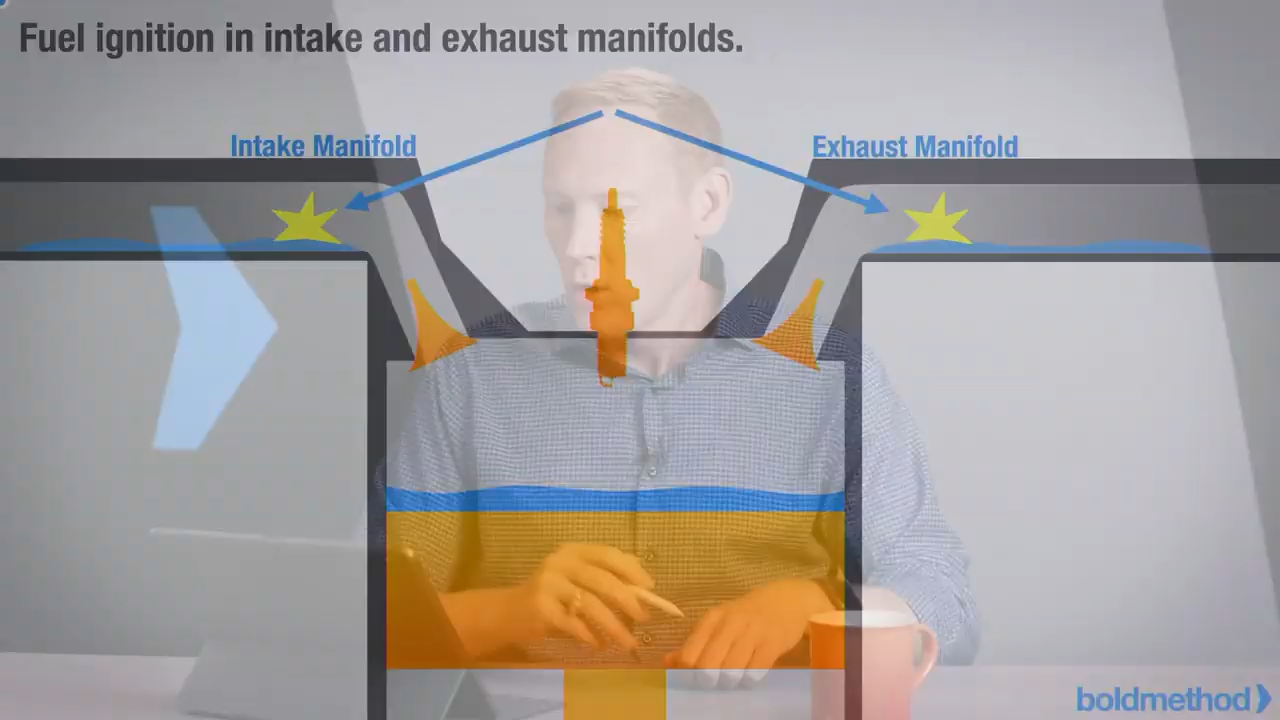 Fuel ignition in intake and exhaust manifolds.
Intake Manifold
Exhaust Manifold
boldmethod